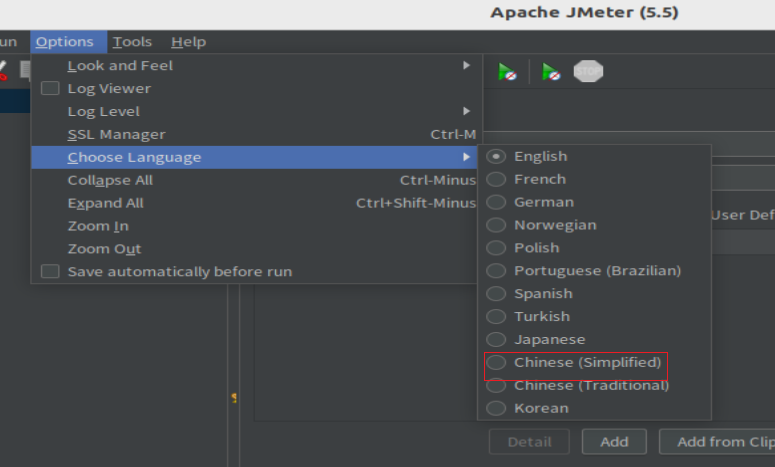 Apache JMeter (5.5)
Options Tools Help
Look and Feel
Log Viewer
Log Level
SSL Manager Ctrl-M
Choose Language
Collapse All Ctrl-Minus
Expand All Ctrl+Shift-Minus
Zoom In
Zoom Out
Save automatically before run
STOP
English
French
German
Norwegian
Polish
Portuguese (Brazilian)
Spanish
Turkish
Japanese
Chinese (Simplified)
Chinese (Traditional)
Korean
User Def
Detail Add Add from Clip